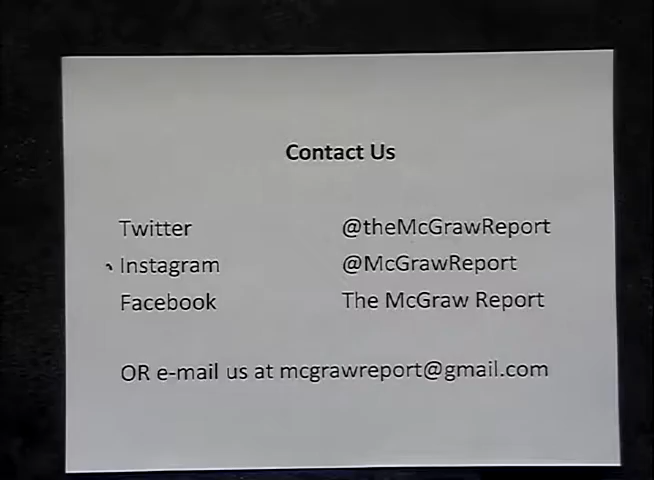 Contact Us
Twitter @theMcGrawReport
Instagram @McGrawReport
Facebook The McGraw Report
OR e-mail us at mcgrawreport@gmail.com